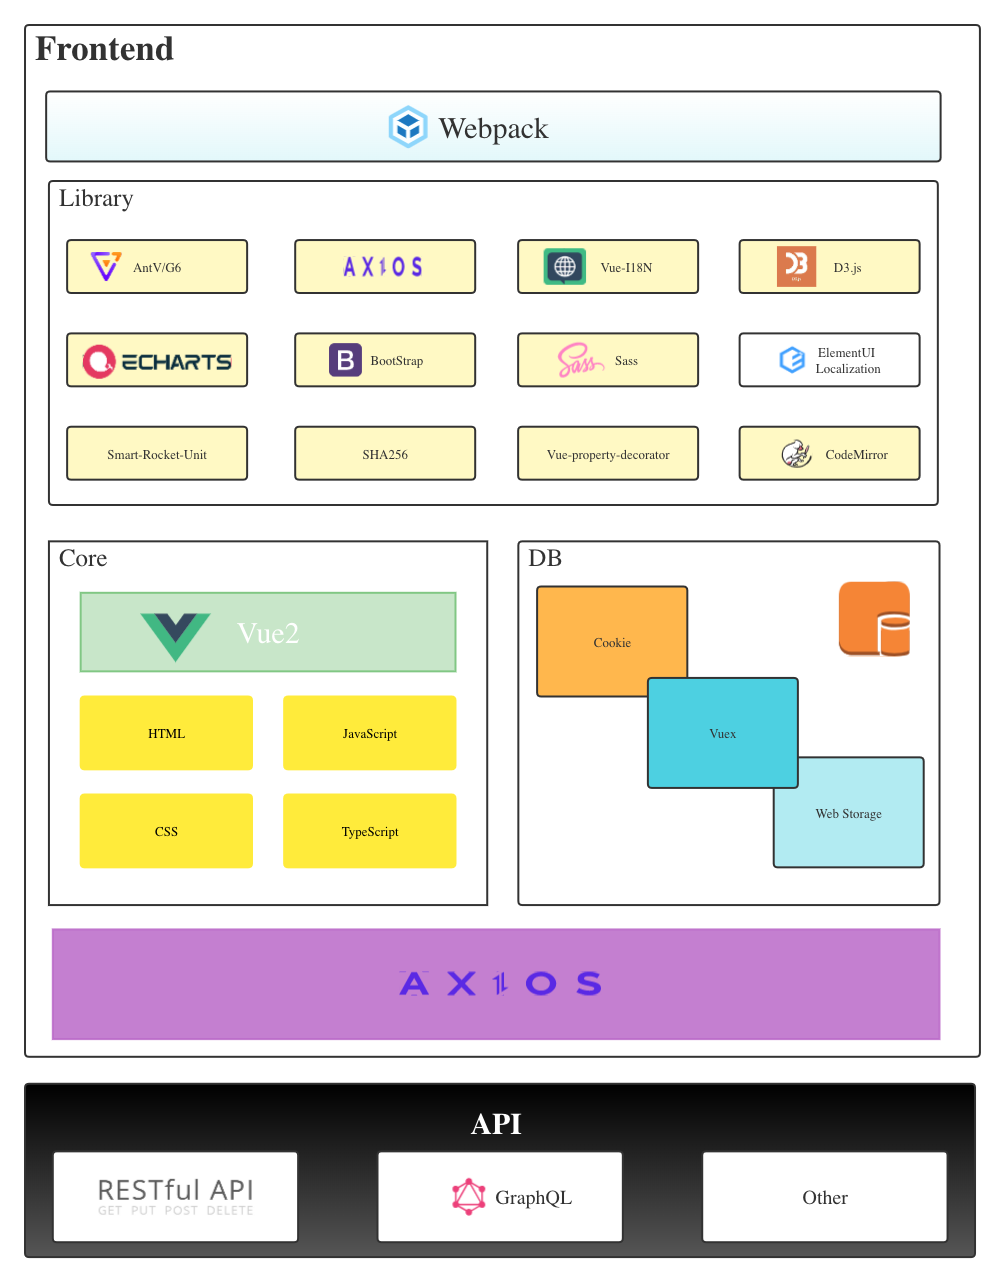 Frontend
Webpack
Library
AntV/G6
AXIOS
Vue-I18N
D3.js
ECHARTS
BootStrap
Sass
ElementUI
Localization
Smart-Rocket-Unit
SHA256
Vue-property-decorator
CodeMirror
Core
Vue2
HTML
JavaScript
CSS
TypeScript
DB
Cookie
Vuex
Web Storage
AXIOS
API
RESTful API
GET PUT POST DELETE
GraphQL
Other